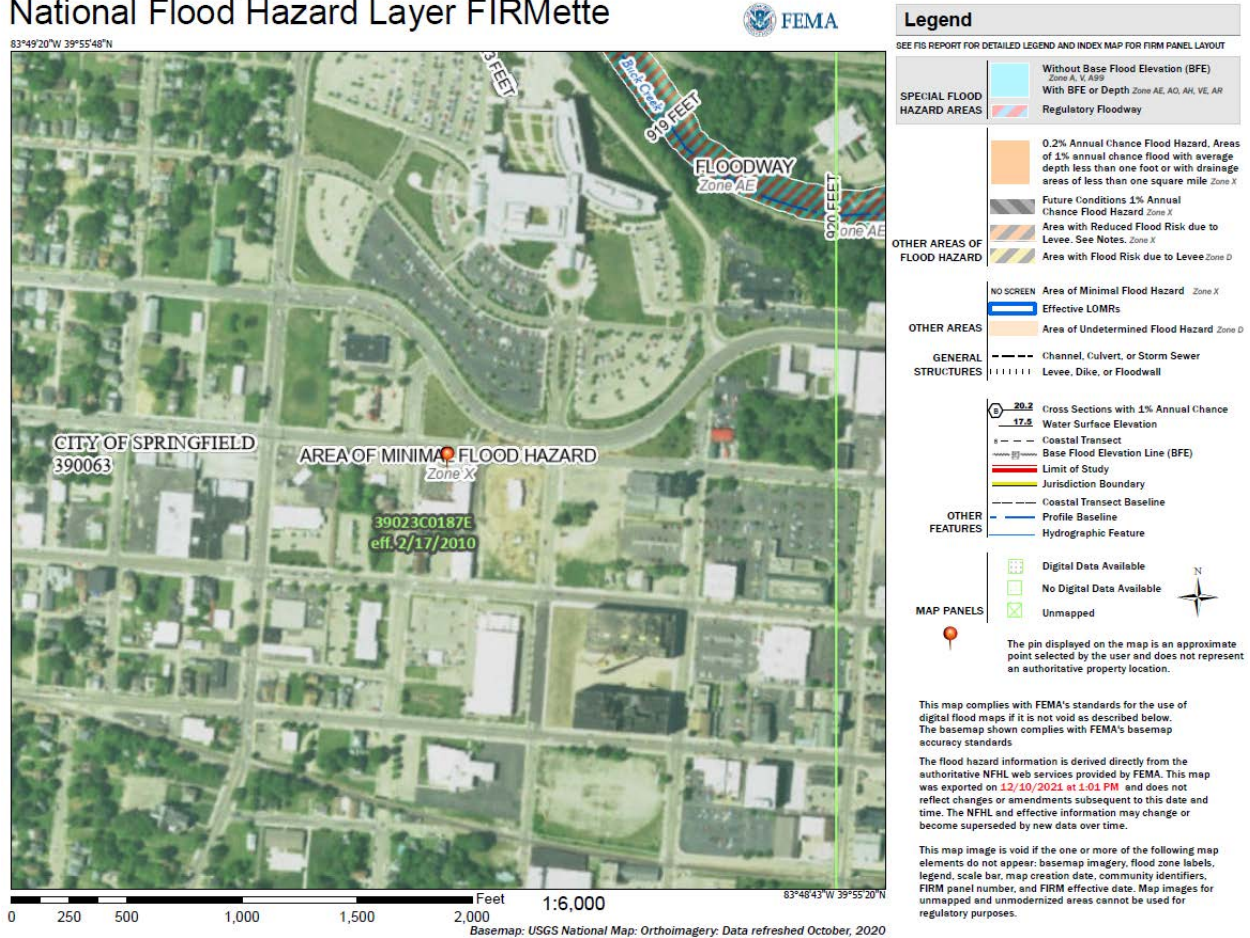 National Flood Hazard Layer FIRMette
FEMA
Legend
83°49'20"W 39°55'48"N
SEE FIS REPORT FOR DETAILED LEGEND AND INDEX MAP FOR FIRM PANEL LAYOUT
SPECIAL FLOOD
HAZARD AREAS
Without Base Flood Elevation (BFE)
Zone A, V, A99
With BFE or Depth Zone AE, AO, AH, VE, AR
Regulatory Floodway
0.2% Annual Chance Flood Hazard, Areas
of 1% annual chance flood with average
depth less than one foot or with drainage
areas of less than one square mile Zone X
Future Conditions 1% Annual
Chance Flood Hazard Zone X
Area with Reduced Flood Risk due to
Levee. See Notes. Zone X
Area with Flood Risk due to Levee Zone D
OTHER AREAS OF
FLOOD HAZARD
NO SCREEN Area of Minimal Flood Hazard Zone X
Effective LOMRs
Area of Undetermined Flood Hazard Zone D
OTHER AREAS
GENERAL
STRUCTURES
Channel, Culvert, or Storm Sewer
Levee, Dike, or Floodwall
B 20.2 Cross Sections with 1% Annual Chance
17.5 Water Surface Elevation
8 Coastal Transect
Base Flood Elevation Line (BFE)
Limit of Study
Jurisdiction Boundary
Coastal Transect Baseline
Profile Baseline
Hydrographic Feature
OTHER
FEATURES
Digital Data Available
No Digital Data Available
Unmapped
MAP PANELS
N
The pin displayed on the map is an approximate
point selected by the user and does not represent
an authoritative property location.
This map complies with FEMA's standards for the use of
digital flood maps if it is not void as described below.
The basemap shown complies with FEMA's basemap
accuracy standards
The flood hazard information is derived directly from the
authoritative NFHL web services provided by FEMA. This map
was exported on 12/10/2021 at 1:01 PM and does not
reflect changes or amendments subsequent to this date and
time. The NFHL and effective information may change or
become superseded by new data over time.
This map image is void if the one or more of the following map
elements do not appear: basemap imagery, flood zone labels,
legend, scale bar, map creation date, community identifiers,
FIRM panel number, and FIRM effective date. Map images for
unmapped and unmodernized areas cannot be used for
regulatory purposes.
3 FEET
Buck Creek
919 FEET
FLOODWAY
Zone AE
920 FEET
one AE
CITY OF SPRINGFIELD
390063
AREA OF MINIMAL FLOOD HAZARD
Zone X
39023C0187E
eff. 2/17/2010
83°48'43"W 39°55'20"N
0 250 500 1,000 1,500 2,000 Feet
1:6,000
Basemap: USGS National Map: Orthoimagery: Data refreshed October, 2020